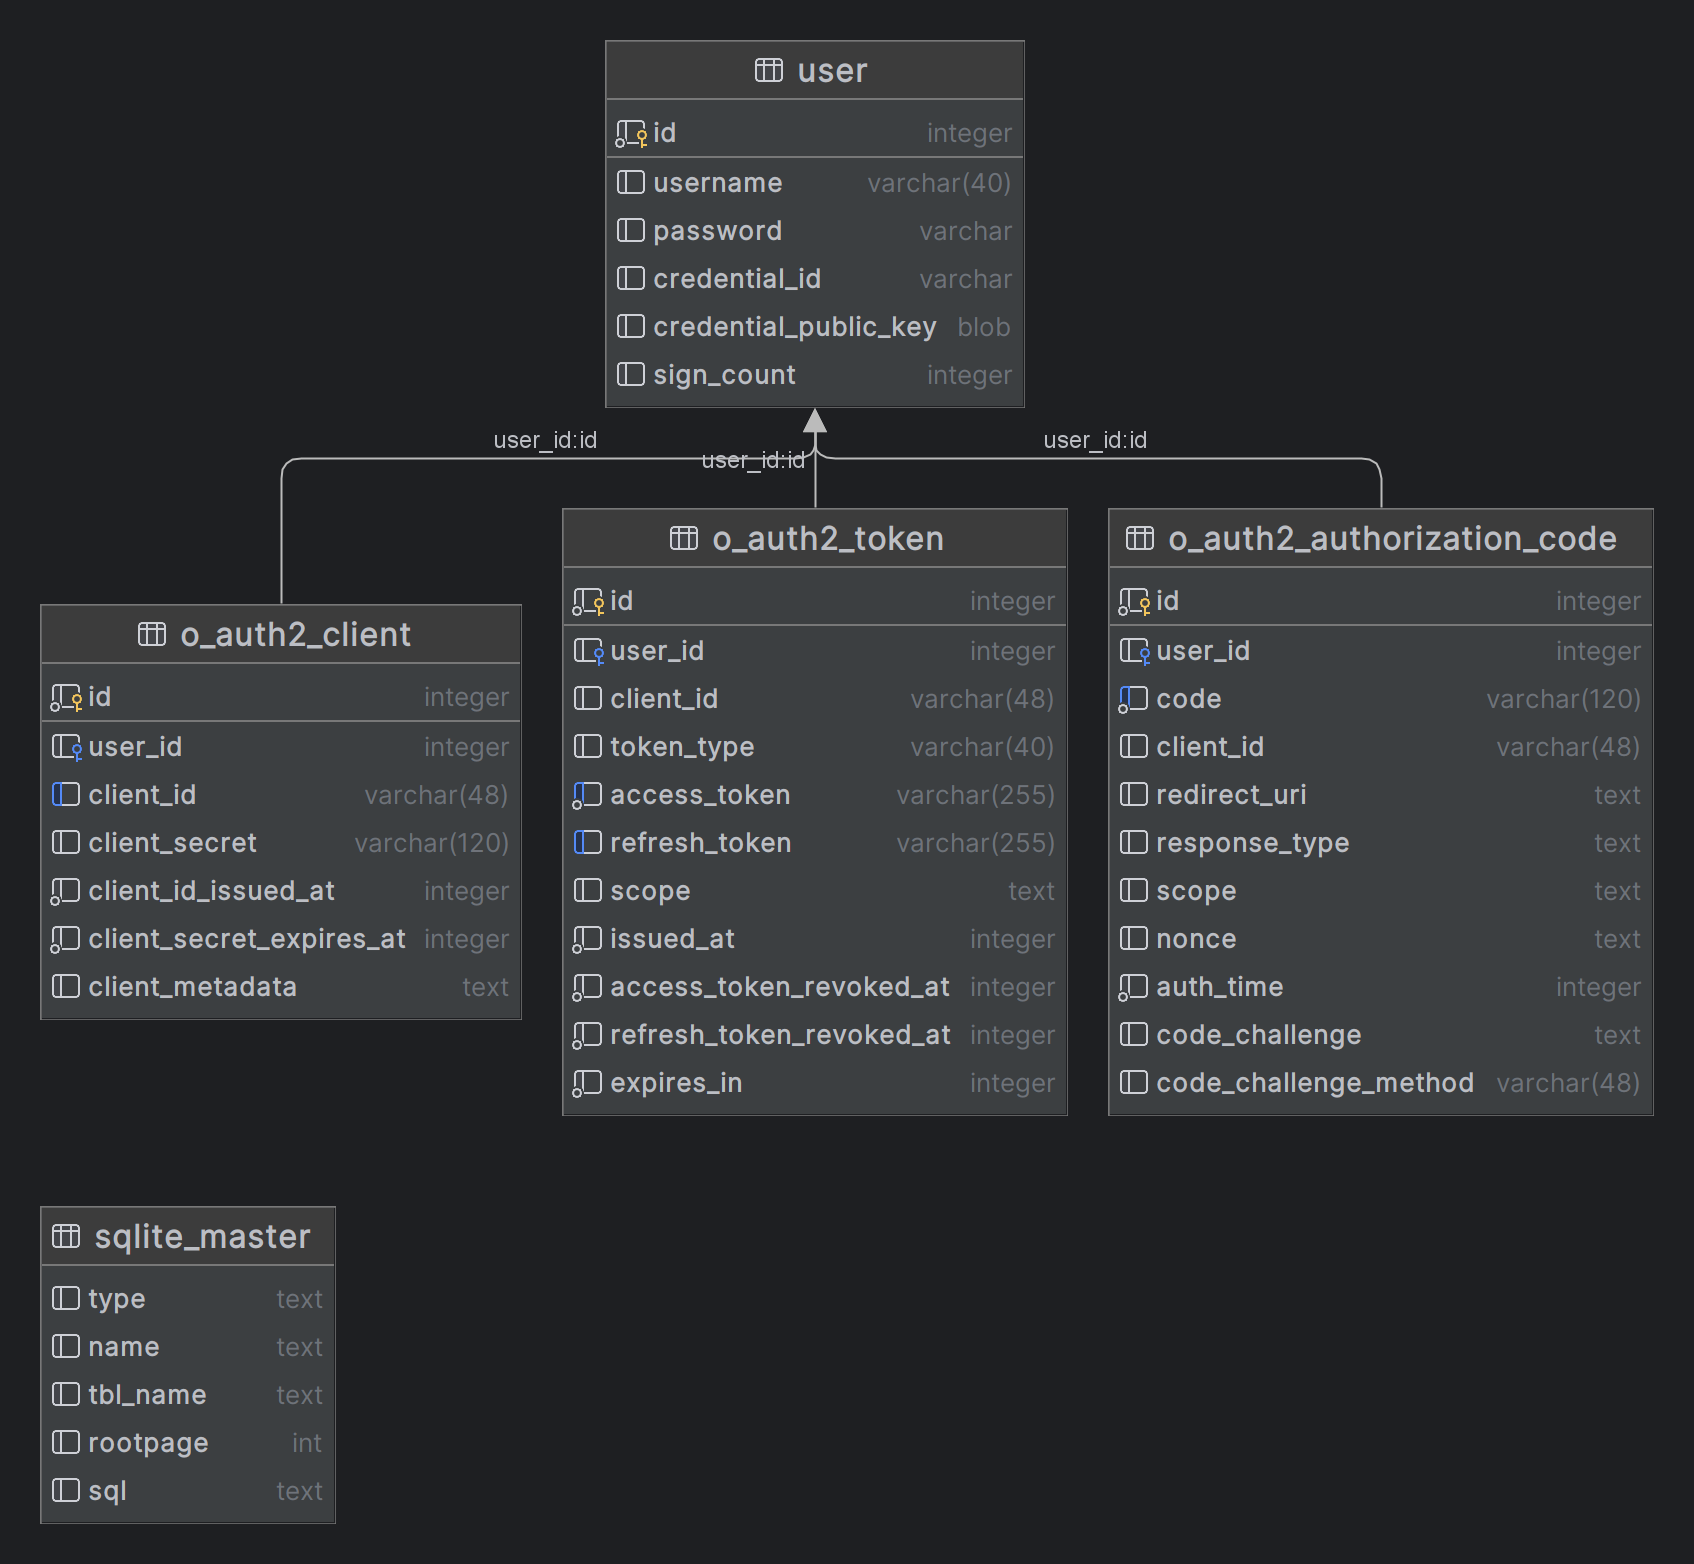 user
id integer
username varchar(40)
password varchar
credential_id varchar
credential_public_key blob
sign_count integer
user_id:id
user_id:id
user_id:id
o_auth2_client
id integer
user_id integer
client_id varchar(48)
client_secret varchar(120)
client_id_issued_at integer
client_secret_expires_at integer
client_metadata text
o_auth2_token
id integer
user_id integer
client_id varchar(48)
token_type varchar(40)
access_token varchar(255)
refresh_token varchar(255)
scope text
issued_at integer
access_token_revoked_at integer
refresh_token_revoked_at integer
expires_in integer
o_auth2_authorization_code
id integer
user_id integer
code varchar(120)
client_id varchar(48)
redirect_uri text
response_type text
scope text
nonce text
auth_time integer
code_challenge text
code_challenge_method varchar(48)
sqlite_master
type text
name text
tbl_name text
rootpage int
sql text